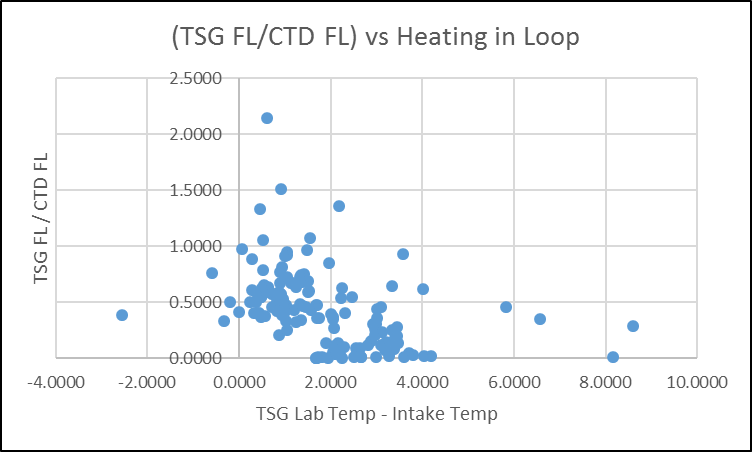 (TSG FL/CTD FL) vs Heating in Loop
2.5000
2.0000
1.5000
1.0000
0.5000
0.0000
-4.0000 -2.0000 0.0000 2.0000 4.0000 6.0000 8.0000 10.0000
TSG FL / CTD FL
TSG Lab Temp - Intake Temp